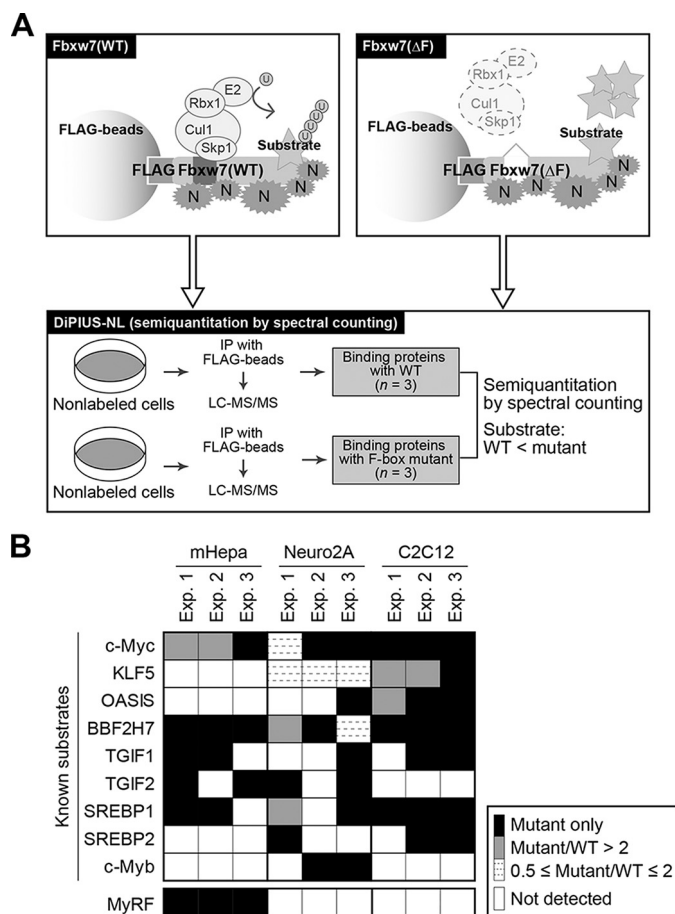 A
Fbxw7(WT)
FLAG-beads
Rbx1
E2
U
Cul1
Skp1
Substrate
U
U
U
U
FLAG Fbxw7(WT)
N
N
N
N
Fbxw7(ΔF)
FLAG-beads
Rbx1
E2
Cul1
Skp1
Substrate
FLAG Fbxw7(ΔF)
N
N
N
N
DiPIUS-NL (semiquantitation by spectral counting)
Nonlabeled cells
IP with
FLAG-beads
LC-MS/MS
Binding proteins
with WT
(n = 3)
Nonlabeled cells
IP with
FLAG-beads
LC-MS/MS
Binding proteins
with F-box mutant
(n = 3)
Semiquantitation
by spectral counting
Substrate:
WT < mutant
B
mHepa Neuro2A C2C12
Exp. 1 Exp. 2 Exp. 3 Exp. 1 Exp. 2 Exp. 3 Exp. 1 Exp. 2 Exp. 3
Known substrates
c-Myc
KLF5
OASIS
BBF2H7
TGIF1
TGIF2
SREBP1
SREBP2
c-Myb
MyRF
Mutant only
Mutant/WT > 2
0.5 ≤ Mutant/WT ≤ 2
Not detected